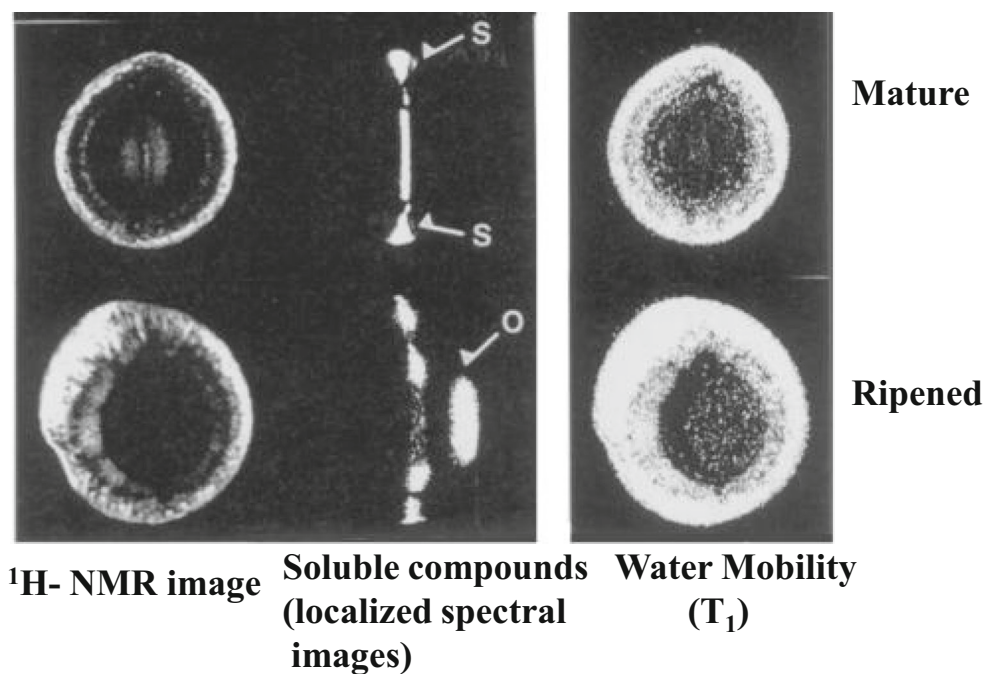 S
S
O
Mature
Ripened
¹H- NMR image
Soluble compounds
(localized spectral
images)
Water Mobility
(T₁)